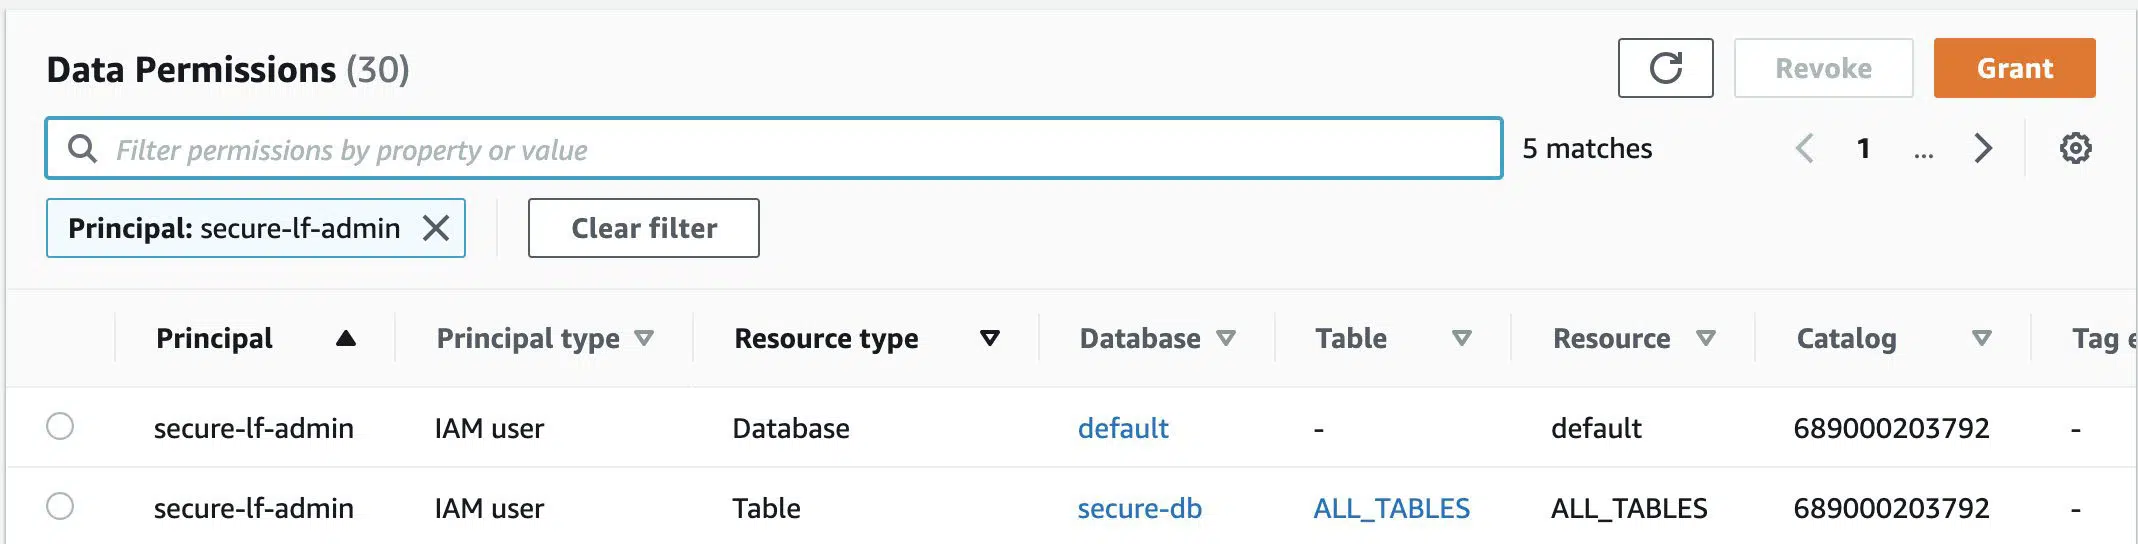 Data Permissions (30)
Revoke
Grant
Filter permissions by property or value
5 matches
1 ...
Principal: secure-lf-admin
Clear filter
Principal Principal type Resource type Database Table Resource Catalog Tag
secure-lf-admin IAM user Database default - default 689000203792 -
secure-lf-admin IAM user Table secure-db ALL_TABLES ALL_TABLES 689000203792 -